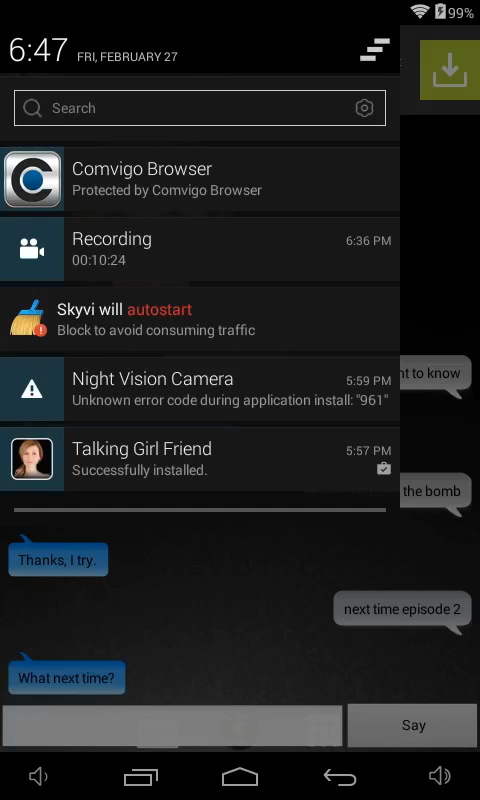 99%
6:47 FRI, FEBRUARY 27
Search
Comvigo Browser
Protected by Comvigo Browser
Recording 6:36 PM
00:10:24
Skyvi will autostart
Block to avoid consuming traffic
Night Vision Camera 5:59 PM
Unknown error code during application install: "961"
to know
Talking Girl Friend 5:57 PM
Successfully installed.
the bomb
Thanks, I try.
next time episode 2
What next time?
Say